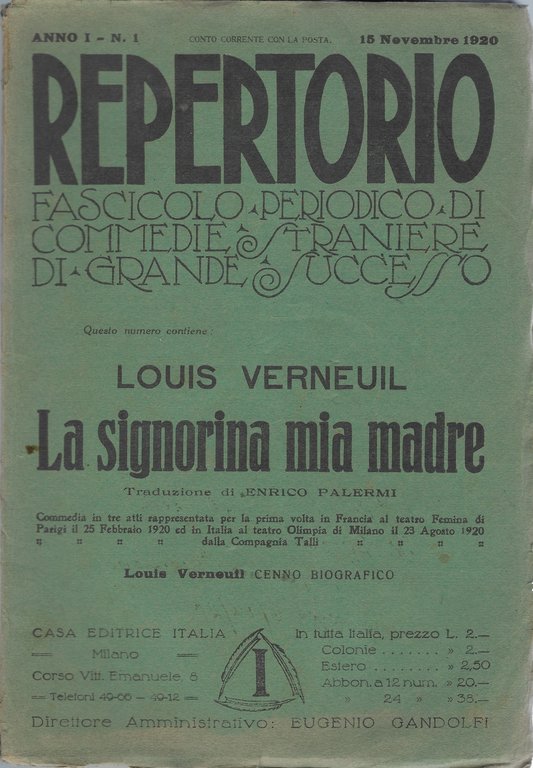 ANNO I - N. 1 CONTO CORRENTE CON LA POSTA. 15 Novembre 1920
REPERTORIO
FASCICOLO PERIODICO DI
COMMEDIE STRANIERE
DI GRANDE SUCCESSO
Questo numero contiene:
LOUIS VERNEUIL
La signorina mia madre
Traduzione di ENRICO PALERMI
Commedia in tre atti rappresentata per la prima volta in Francia al teatro Femina di
Parigi il 25 Febbraio 1920 ed in Italia al teatro Olimpia di Milano il 23 Agosto 1920
" " " " dalla Compagnia Talli " " " "
Louis Verneuil CENNO BIOGRAFICO
CASA EDITRICE ITALIA
Milano
Corso Vitt. Emanuele, 8
Telefoni 49-66 - 49-12
I
In tutta Italia, prezzo L. 2.—
Colonie ....... » 2.—
Estero ........ » 2,50
Abbon. a 12 num. » 20.—
» 24 » » 38.—
Direttore Amministrativo: EUGENIO GANDOLFI